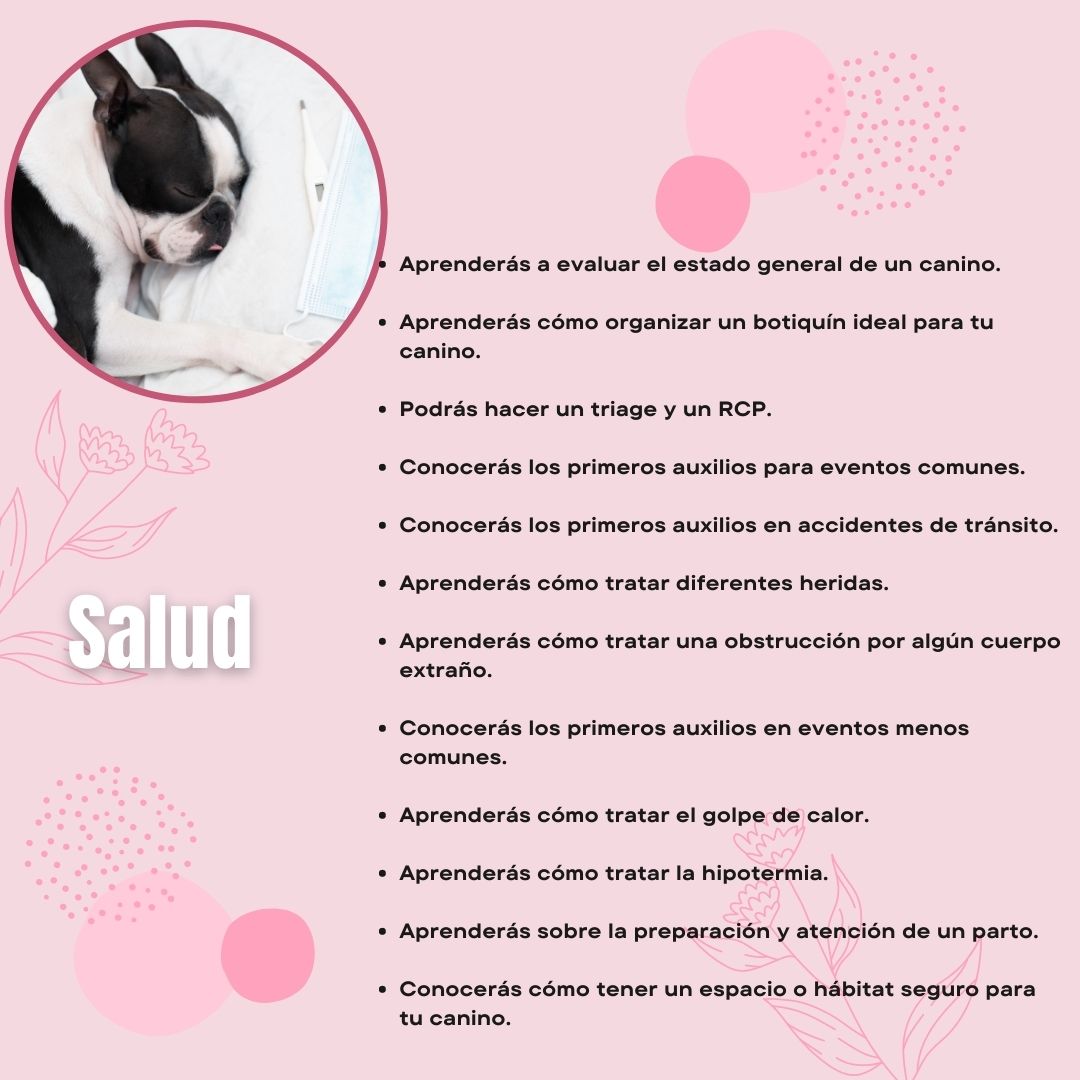 Aprenderás a evaluar el estado general de un canino.
Aprenderás cómo organizar un botiquín ideal para tu
canino.
Podrás hacer un triage y un RCP.
Conocerás los primeros auxilios para eventos comunes.
Conocerás los primeros auxilios en accidentes de tránsito.
Aprenderás cómo tratar diferentes heridas.
Salud
Aprenderás cómo tratar una obstrucción por algún cuerpo
extraño.
Conocerás los primeros auxilios en eventos menos
comunes.
Aprenderás cómo tratar el golpe de calor.
Aprenderás cómo tratar la hipotermia.
Aprenderás sobre la preparación y atención de un parto.
Conocerás cómo tener un espacio o hábitat seguro para
tu canino.